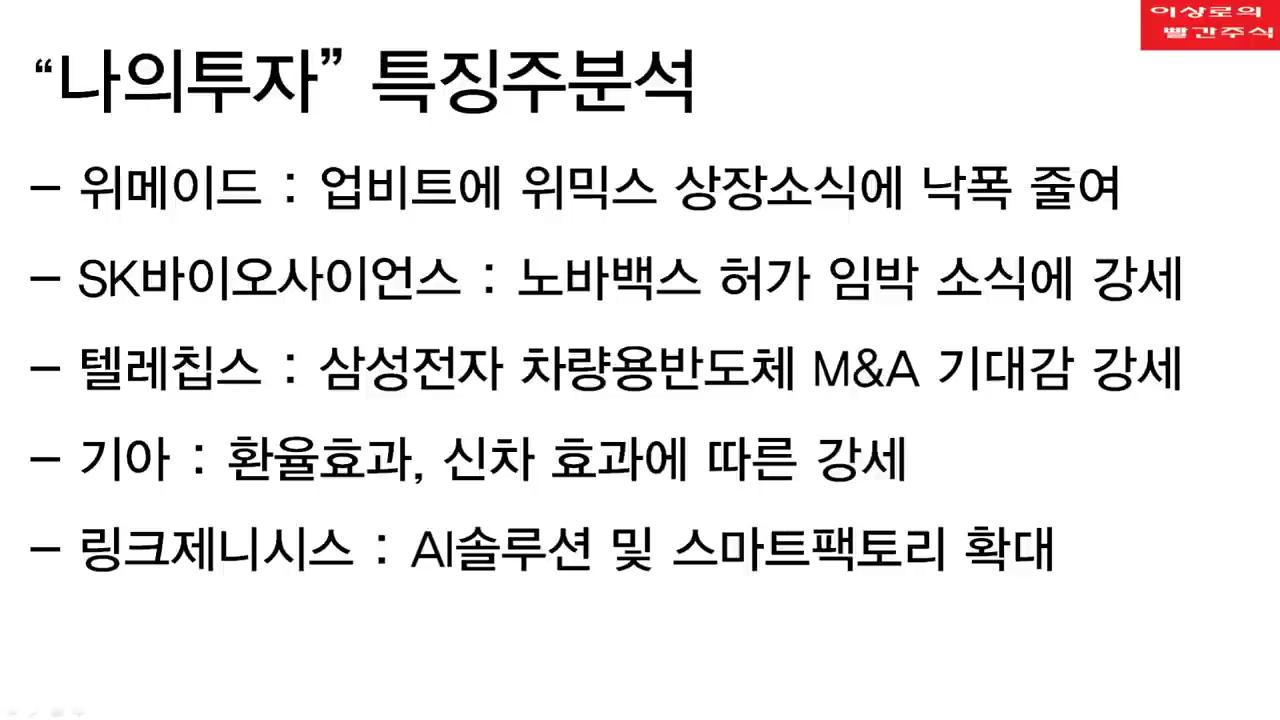 이상로의
빨간주식
“나의투자” 특징주분석
– 위메이드 : 업비트에 위믹스 상장소식에 낙폭 줄여
– SK바이오사이언스 : 노바백스 허가 임박 소식에 강세
– 텔레칩스 : 삼성전자 차량용반도체 M&A 기대감 강세
– 기아 : 환율효과, 신차 효과에 따른 강세
– 링크제니시스 : AI솔루션 및 스마트팩토리 확대